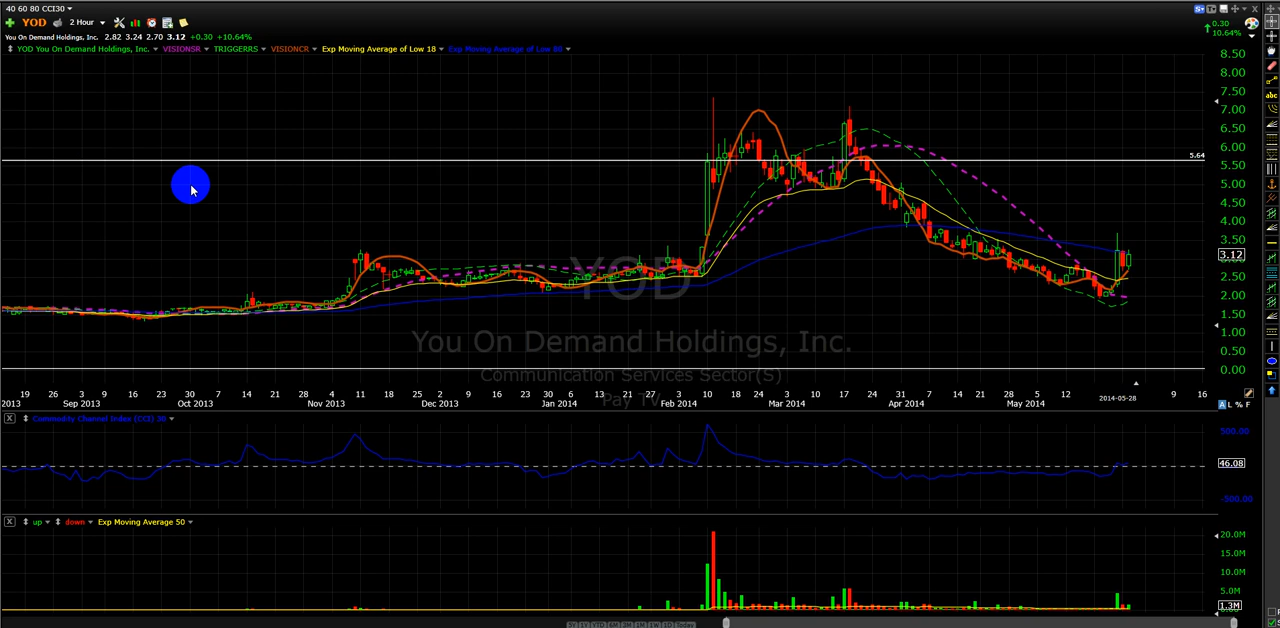 40 60 80 CCI30
YOD 2 Hour
You On Demand Holdings, Inc. 2.82 3.24 2.70 3.12 +0.30 +10.64%
0.30
10.64%
YOD You On Demand Holdings, Inc. VISIONSR TRIGGERRS VISIONCR Exp Moving Average of Low 18 Exp Moving Average of Low 80
8.50
8.00
7.50
7.00
6.50
6.00
5.64
5.50
5.00
4.50
4.00
3.50
3.12
2.50
2.00
1.50
1.00
0.50
0.00
YOD
You On Demand Holdings, Inc.
Communication Services Sector(S)
Pay TV
19 26 3 9 16 23 30 7 14 21 28 4 11 18 25 2 9 16 23 6 13 21 27 3 10 18 24 3 10 17 24 31 7 14 21 28 5 12 2014-05-28 9 16
2013 Sep 2013 Oct 2013 Nov 2013 Dec 2013 Jan 2014 Feb 2014 Mar 2014 Apr 2014 May 2014
A L % F
X Commodity Channel Index (CCI) 30
500.00
46.08
-500.00
X up down Exp Moving Average 50
20.0M
15.0M
10.0M
5.0M
1.3M
abc